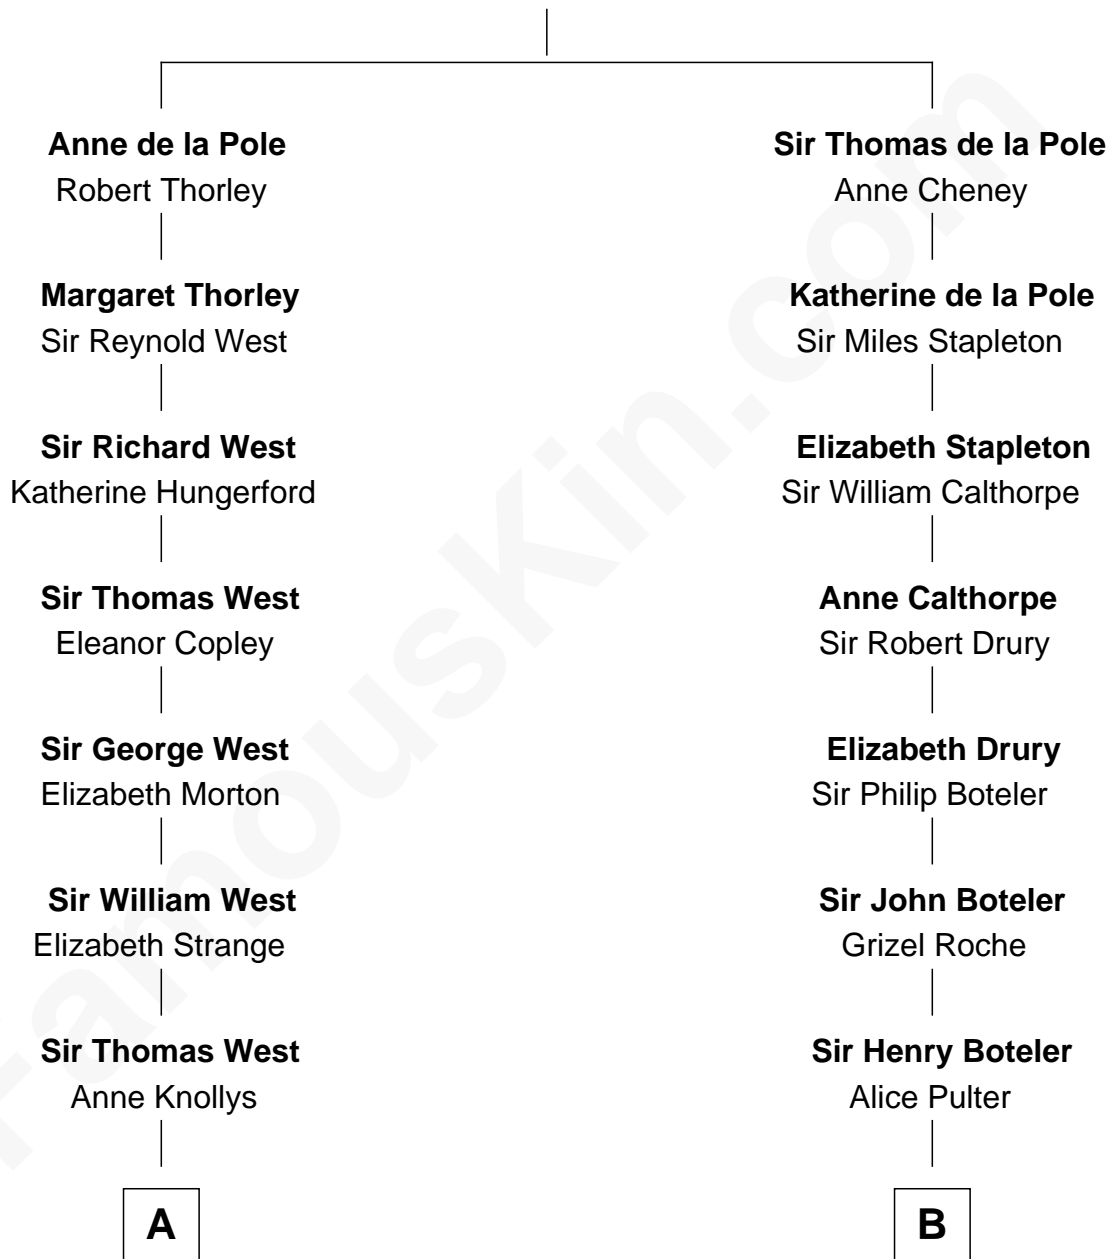 Anne de la Pole
Robert Thorley
Margaret Thorley
Sir Reynold West
Sir Richard West
Katherine Hungerford
Sir Thomas West
Eleanor Copley
Sir George West
Elizabeth Morton
Sir William West
Elizabeth Strange
Sir Thomas West
Anne Knollys
A
Sir Thomas de la Pole
Anne Cheney
Katherine de la Pole
Sir Miles Stapleton
Elizabeth Stapleton
Sir William Calthorpe
Anne Calthorpe
Sir Robert Drury
Elizabeth Drury
Sir Philip Boteler
Sir John Boteler
Grizel Roche
Sir Henry Boteler
Alice Pulter
B
FamousKin.com